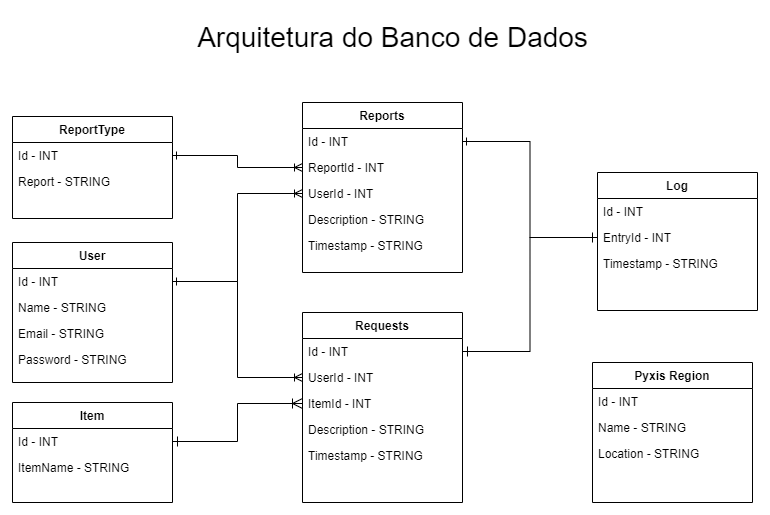 Arquitetura do Banco de Dados
ReportType
Id - INT
Report - STRING
User
Id - INT
Name - STRING
Email - STRING
Password - STRING
Item
Id - INT
ItemName - STRING
Reports
Id - INT
ReportId - INT
UserId - INT
Description - STRING
Timestamp - STRING
Requests
Id - INT
UserId - INT
ItemId - INT
Description - STRING
Timestamp - STRING
Log
Id - INT
EntryId - INT
Timestamp - STRING
Pyxis Region
Id - INT
Name - STRING
Location - STRING